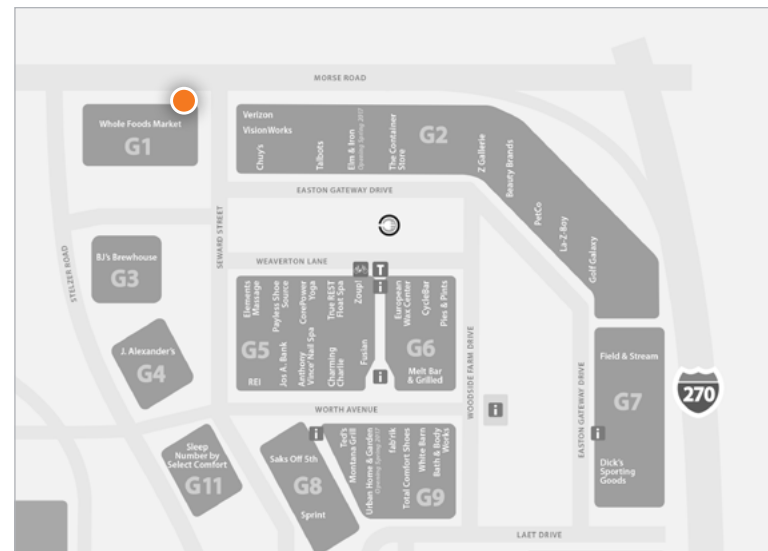 MORSE ROAD
Whole Foods Market
G1
Verizon
VisionWorks
Chuy's
Talbots
Elm & Iron
Opening Spring 2017
The Container
Store
G2
Z Gallerie
Beauty Brands
PetCo
La-Z-Boy
Golf Galaxy
EASTON GATEWAY DRIVE
SEWARD STREET
STELZER ROAD
BJ's Brewhouse
G3
WEAVERTON LANE
T
i
Elements
Massage
Payless Shoe
Source
CorePower
Yoga
True REST
Float Spa
Zoup!
European
Wax Center
CycleBar
Pies & Pints
G5
REI
Jos A. Bank
Anthony
Vince' Nail Spa
Charming
Charlie
Fusian
i
G6
Melt Bar
& Grilled
J. Alexander's
G4
WOODSIDE FARM DRIVE
EASTON GATEWAY DRIVE
Field & Stream
G7
Dick's
Sporting
Goods
270
i
i
WORTH AVENUE
i
Sleep
Number by
Select Comfort
G11
Saks Off 5th
G8
Sprint
Ted's
Montana Grill
Urban Home & Garden
Opening Spring 2017
fab'rik
Total Comfort Shoes
White Barn
Bath & Body
Works
G9
LAET DRIVE